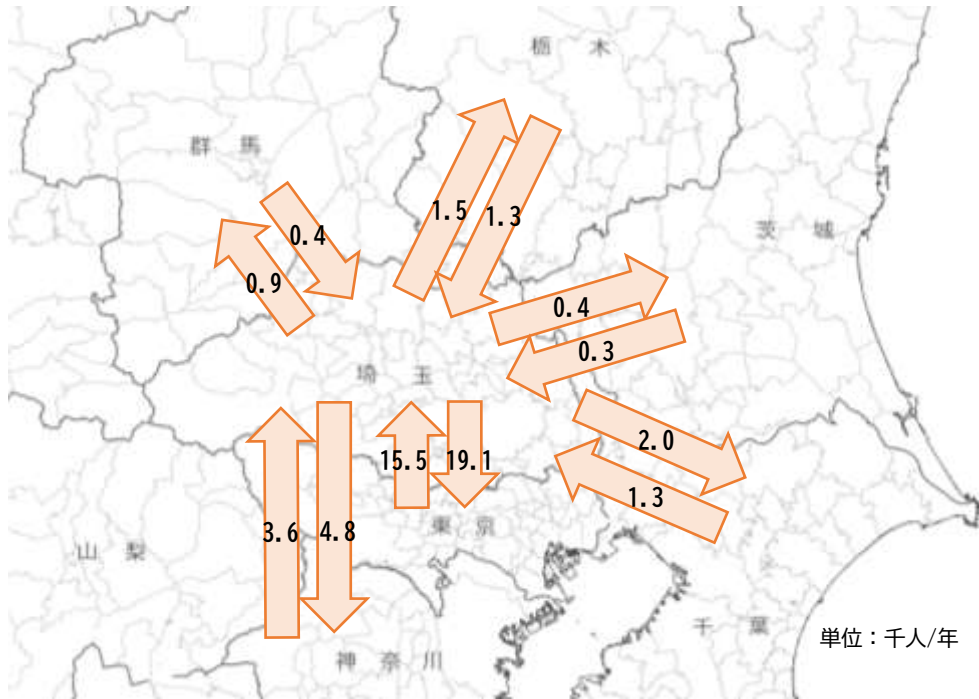 栃木
群馬
1.5
1.3
茨城
0.4
0.9
0.4
0.3
埼玉
2.0
15.5
19.1
1.3
東京
3.6
4.8
山梨
千葉
単位：千人/年
神奈川